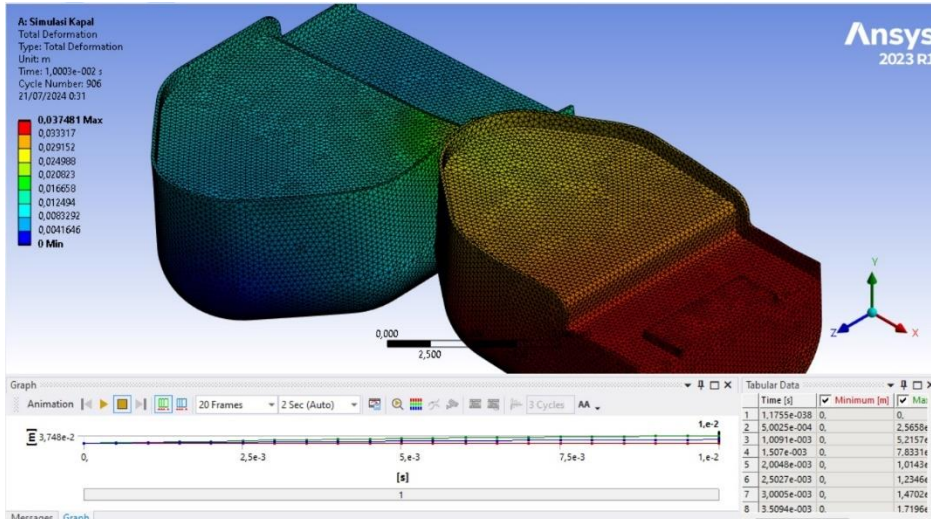 A: Simulasi Kapal
Total Deformation
Type: Total Deformation
Unit: m
Time: 1,0003e-002 s
Cycle Number: 906
21/07/2024 0:31
0,037481 Max
0,033317
0,029152
0,024988
0,020823
0,016658
0,012494
0,0083292
0,0041646
0 Min
Ansys
2023 R1
0,000
2,500
Y
Z
X
Graph
Animation 20 Frames 2 Sec (Auto) 3 Cycles AA
[m] 3,748e-2
1,e-2
0, 2,5e-3 5,e-3 7,5e-3 1,e-2
[s]
1
Messages Graph
Tabular Data
Time [s] Minimum [m] Max
1 1,1755e-038 0, 0,
2 5,0025e-004 0, 2,5658e
3 1,0091e-003 0, 5,2157e
4 1,507e-003 0, 7,8331e
5 2,0048e-003 0, 1,0143e
6 2,5027e-003 0, 1,2346e
7 3,0005e-003 0, 1,4702e
8 3,5094e-003 0, 1,7196e